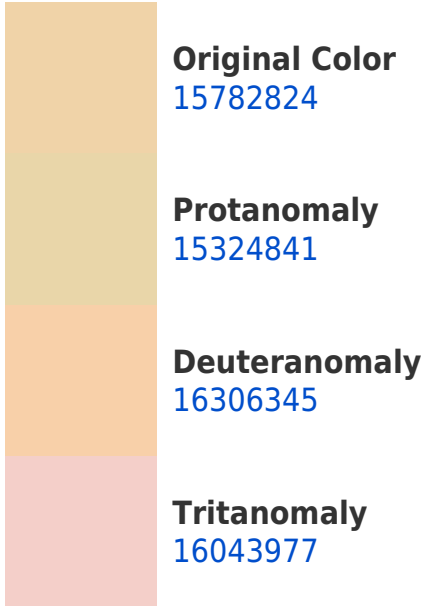 Original Color
15782824
Protanomaly
15324841
Deuteranomaly
16306345
Tritanomaly
16043977